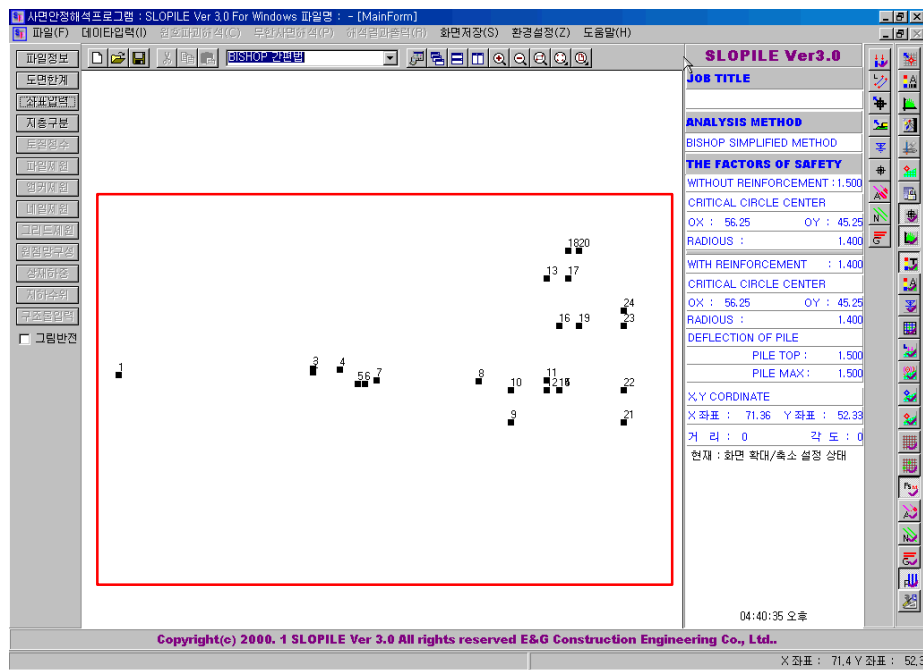 사면안정해석프로그램 : SLOPILE Ver 3.0 For Windows 파일명 : - [MainForm]
파일(F) 데이타입력(I) 원호파괴해석(C) 무한사면해석(P) 해석결과출력(R) 화면저장(S) 환경설정(Z) 도움말(H)
파일정보
BISHOP 간편법
SLOPILE Ver3.0
도면한계
JOB TITLE
좌표입력
지층구분
ANALYSIS METHOD
토질정수
BISHOP SIMPLIFIED METHOD
파일제원
THE FACTORS OF SAFETY
앵커제원
WITHOUT REINFORCEMENT : 1.500
네일제원
CRITICAL CIRCLE CENTER
그리드제원
OX : 56.25 OY : 45.25
원점망구성
RADIOUS : 1.400
상재하중
WITH REINFORCEMENT : 1.400
지하수위
CRITICAL CIRCLE CENTER
구조물입력
OX : 56.25 OY : 45.25
그림반전
RADIOUS : 1.400
DEFLECTION OF PILE
PILE TOP : 1.500
PILE MAX : 1.500
X,Y CORDINATE
X 좌표 : 71.36 Y 좌표 : 52.33
거 리 : 0 각 도 : 0
현재 : 화면 확대/축소 설정 상태
18 20
13 17
24
16 19 23
1 3 4
5 6 7 8 11
10 12 22
9 21
04:40:35 오후
Copyright(c) 2000. 1 SLOPILE Ver 3.0 All rights reserved E&G Construction Engineering Co., Ltd..
X 좌표 : 71.4 Y 좌표 : 52.3